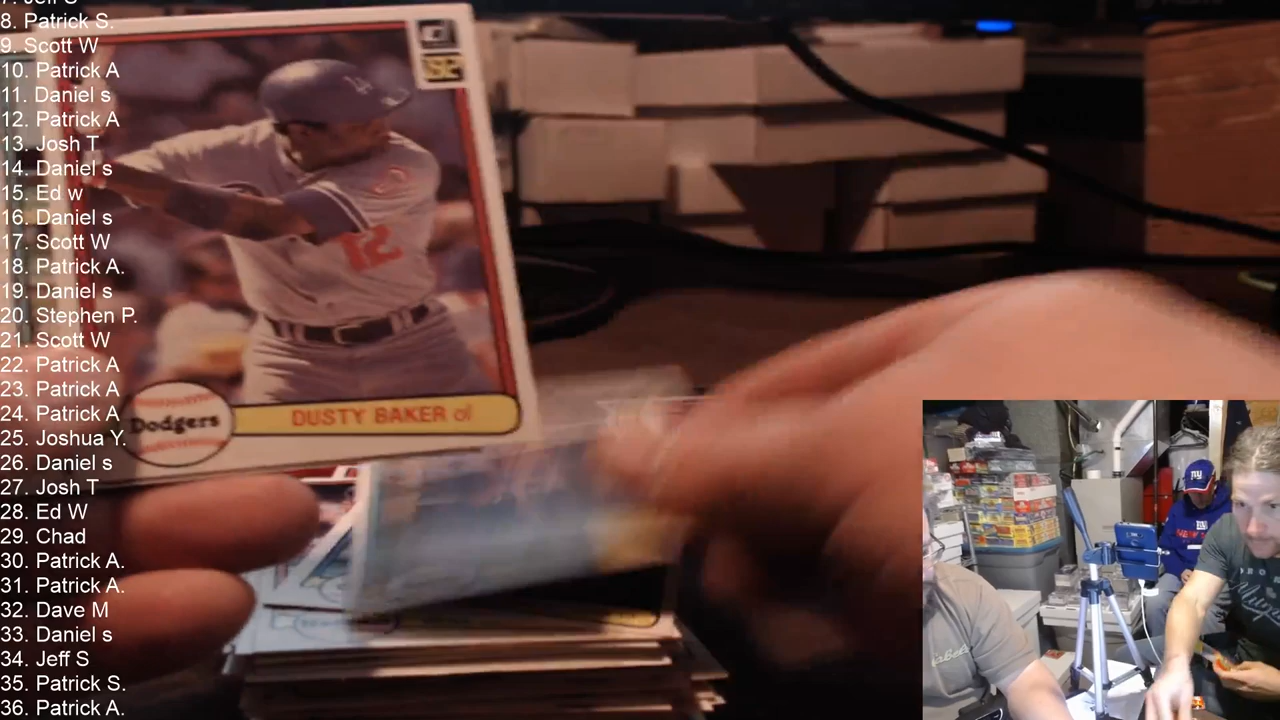 8. Patrick S.
9. Scott W
10. Patrick A
11. Daniel s
12. Patrick A
13. Josh T
14. Daniel s
15. Ed w
16. Daniel s
17. Scott W
18. Patrick A.
19. Daniel s
20. Stephen P.
21. Scott W
22. Patrick A
23. Patrick A
24. Patrick A
25. Joshua Y.
26. Daniel s
27. Josh T
28. Ed W
29. Chad
30. Patrick A.
31. Patrick A.
32. Dave M
33. Daniel s
34. Jeff S
35. Patrick S.
36. Patrick A.
'82
LA
12
Dodgers
DUSTY BAKER of